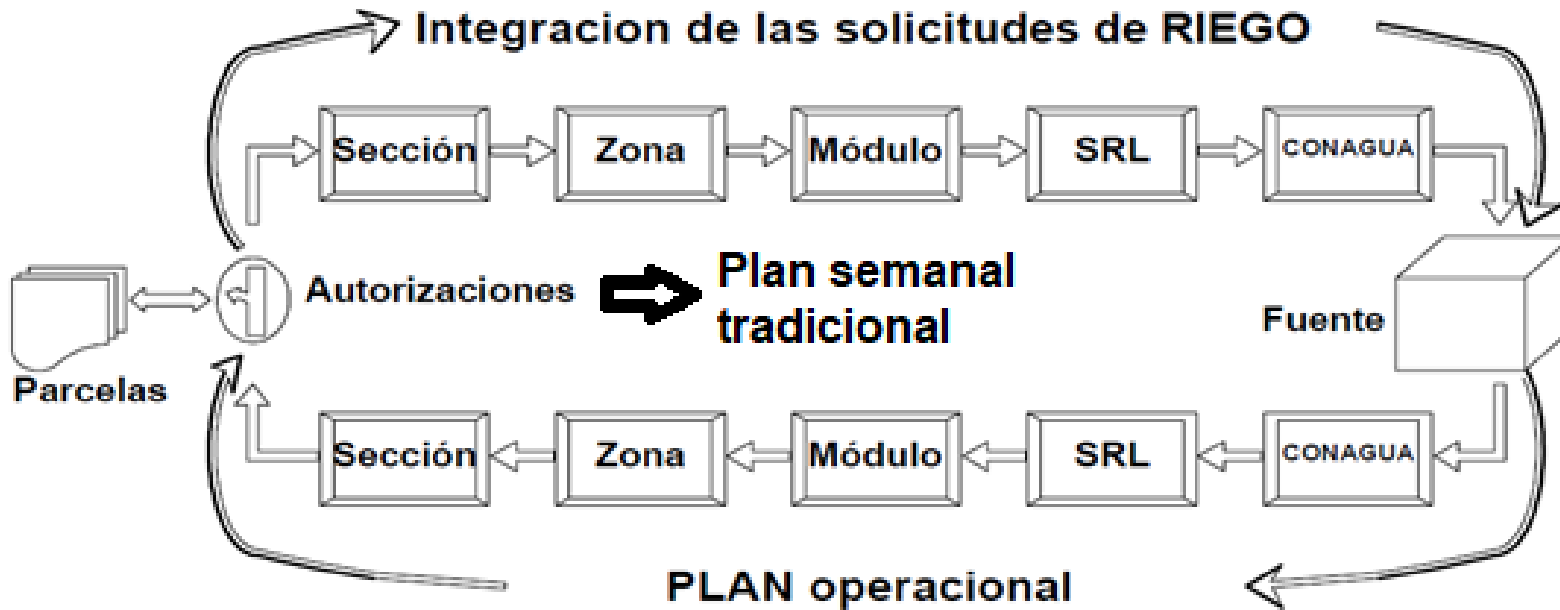 Integracion de las solicitudes de RIEGO
Sección
Zona
Módulo
SRL
CONAGUA
Autorizaciones
Plan semanal
tradicional
Fuente
Parcelas
Sección
Zona
Módulo
SRL
CONAGUA
PLAN operacional